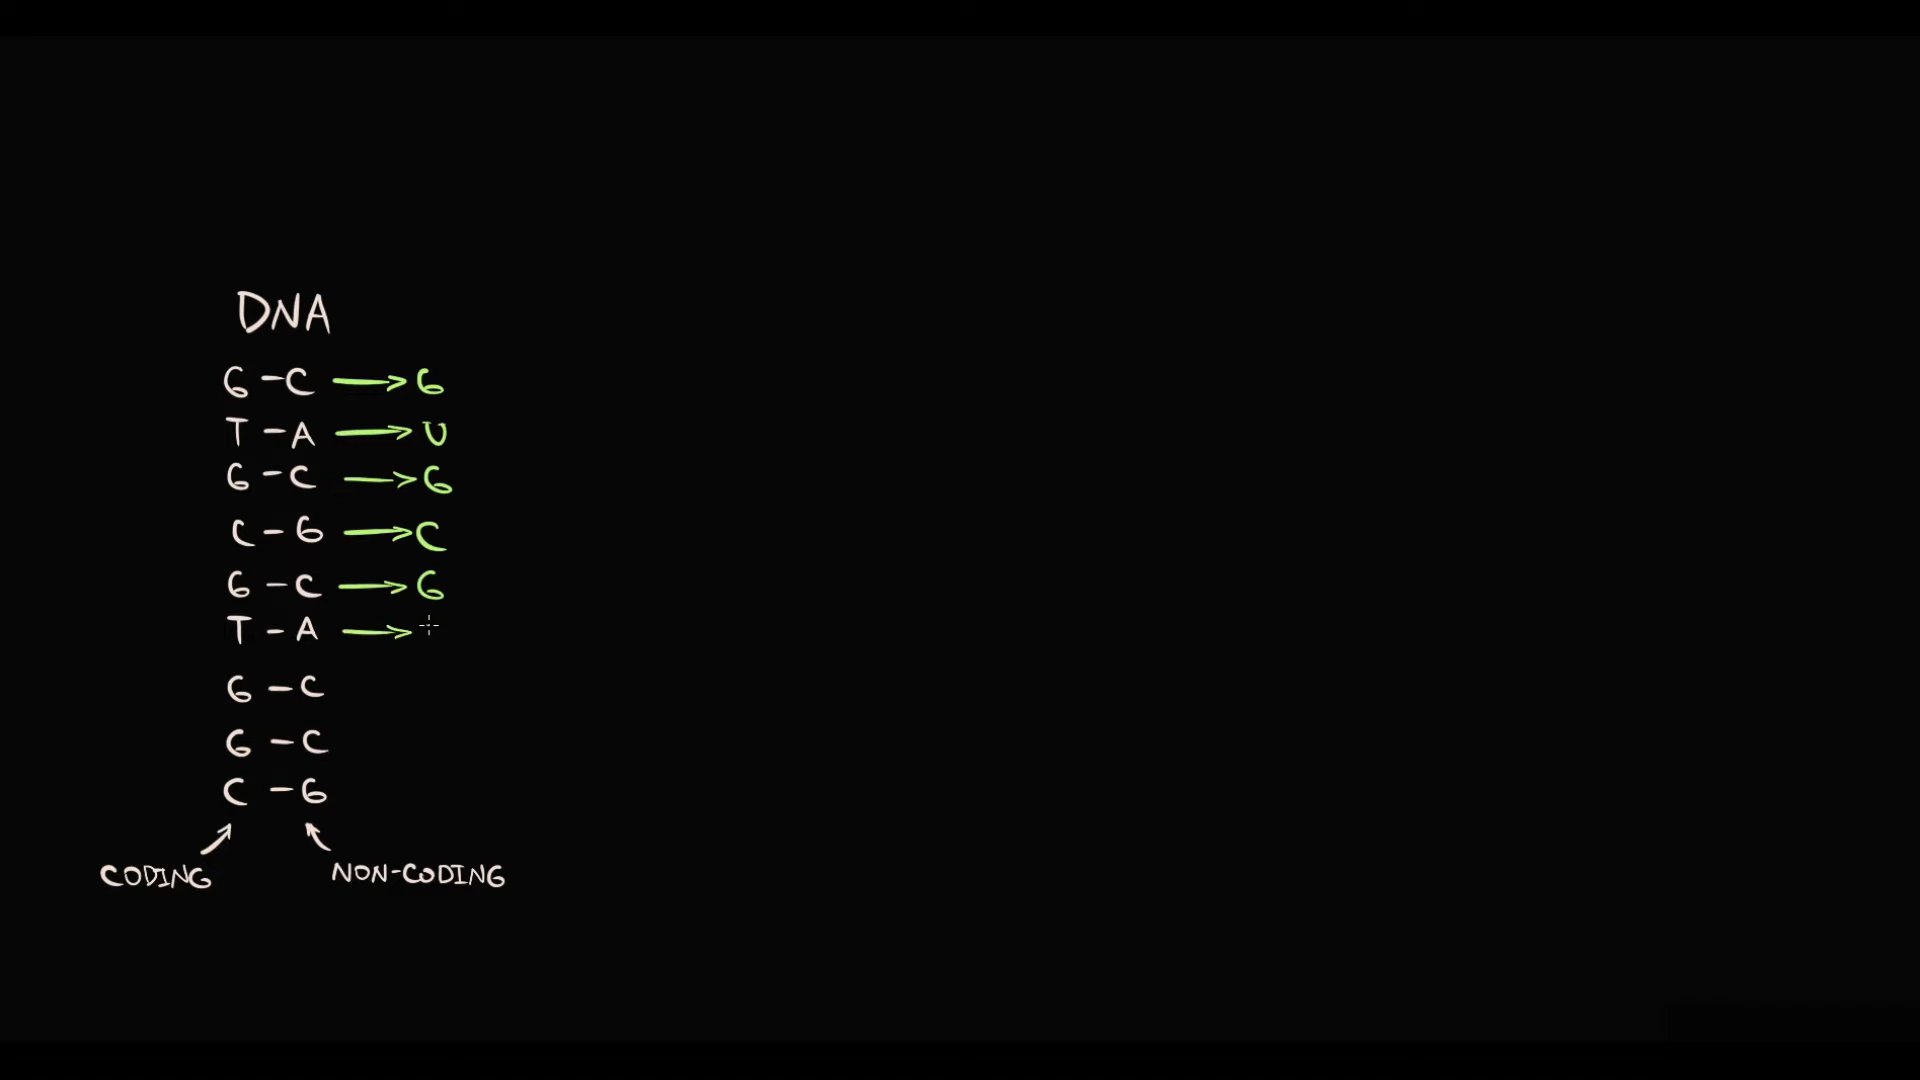 DNA
G - C → G
T - A → U
G - C → G
C - G → C
G - C → G
T - A →
G - C
G - C
C - G
CODING NON-CODING